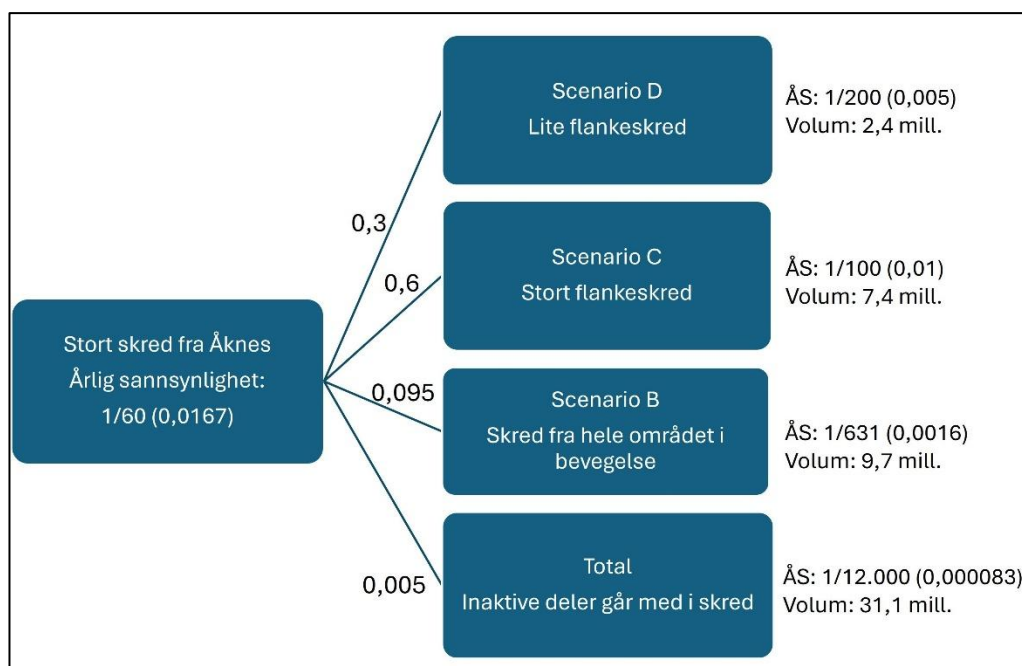 Stort skred fra Åknes
Årlig sannsynlighet:
1/60 (0,0167)
0,3
0,6
0,095
0,005
Scenario D
Lite flankeskred
ÅS: 1/200 (0,005)
Volum: 2,4 mill.
Scenario C
Stort flankeskred
ÅS: 1/100 (0,01)
Volum: 7,4 mill.
Scenario B
Skred fra hele området i
bevegelse
ÅS: 1/631 (0,0016)
Volum: 9,7 mill.
Total
Inaktive deler går med i skred
ÅS: 1/12.000 (0,000083)
Volum: 31,1 mill.